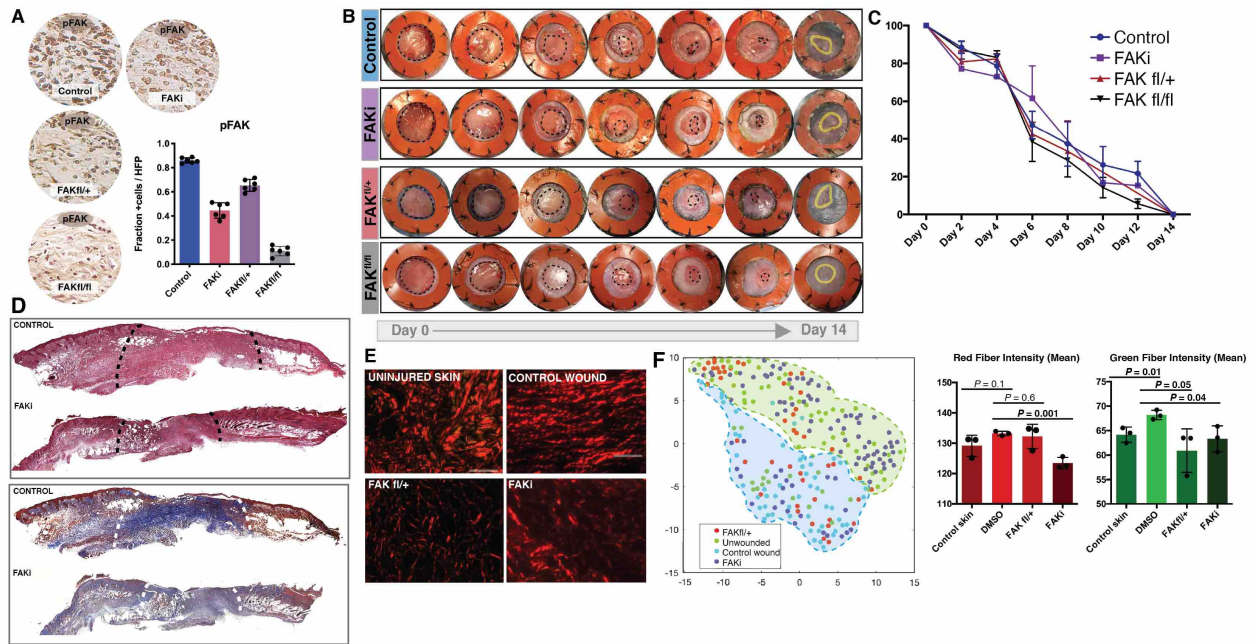 A
pFAK
Control
pFAK
FAKi
pFAK
FAKfl/+
pFAK
FAKfl/fl
pFAK
Fraction +cells / HFP
1.0
0.8
0.6
0.4
0.2
0.0
Control
FAKi
FAKfl/+
FAKfl/fl
B
Control
FAKi
FAKfl/+
FAKfl/fl
Day 0
Day 14
C
100
80
60
40
20
0
Day 0
Day 2
Day 4
Day 6
Day 8
Day 10
Day 12
Day 14
Control
FAKi
FAK fl/+
FAK fl/fl
D
CONTROL
FAKi
CONTROL
FAKi
E
UNINJURED SKIN
CONTROL WOUND
FAK fl/+
FAKi
F
10
5
0
-5
-10
-15
-15
-10
-5
0
5
10
15
FAKfl/+
Unwounded
Control wound
FAKi
Red Fiber Intensity (Mean)
P = 0.1
P = 0.6
P = 0.001
140
130
120
110
Control skin
DMSO
FAK fl/+
FAKi
Green Fiber Intensity (Mean)
P = 0.01
P = 0.05
P = 0.04
75
70
65
60
55
50
Control skin
DMSO
FAKfl/+
FAKi